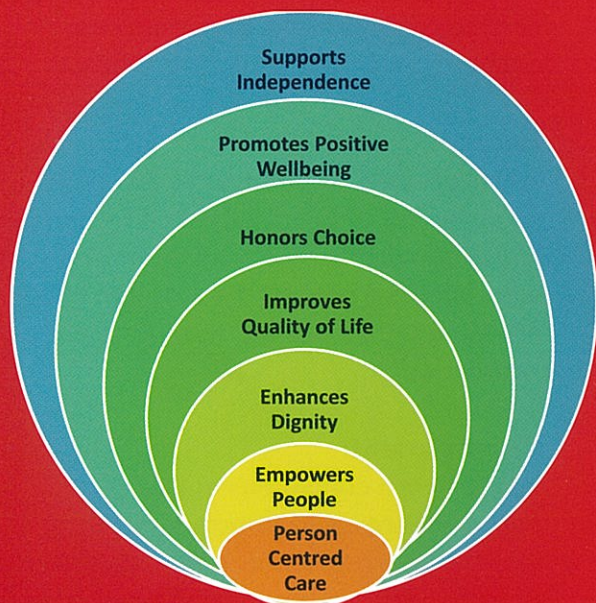 Supports
Independence
Promotes Positive
Wellbeing
Honors Choice
Improves
Quality of Life
Enhances
Dignity
Empowers
People
Person
Centred
Care